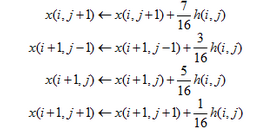 x(i, j+1) ← x(i, j+1) + 7/16 h(i, j)
x(i+1, j−1) ← x(i+1, j−1) + 3/16 h(i, j)
x(i+1, j) ← x(i+1, j) + 5/16 h(i, j)
x(i+1, j+1) ← x(i+1, j+1) + 1/16 h(i, j)